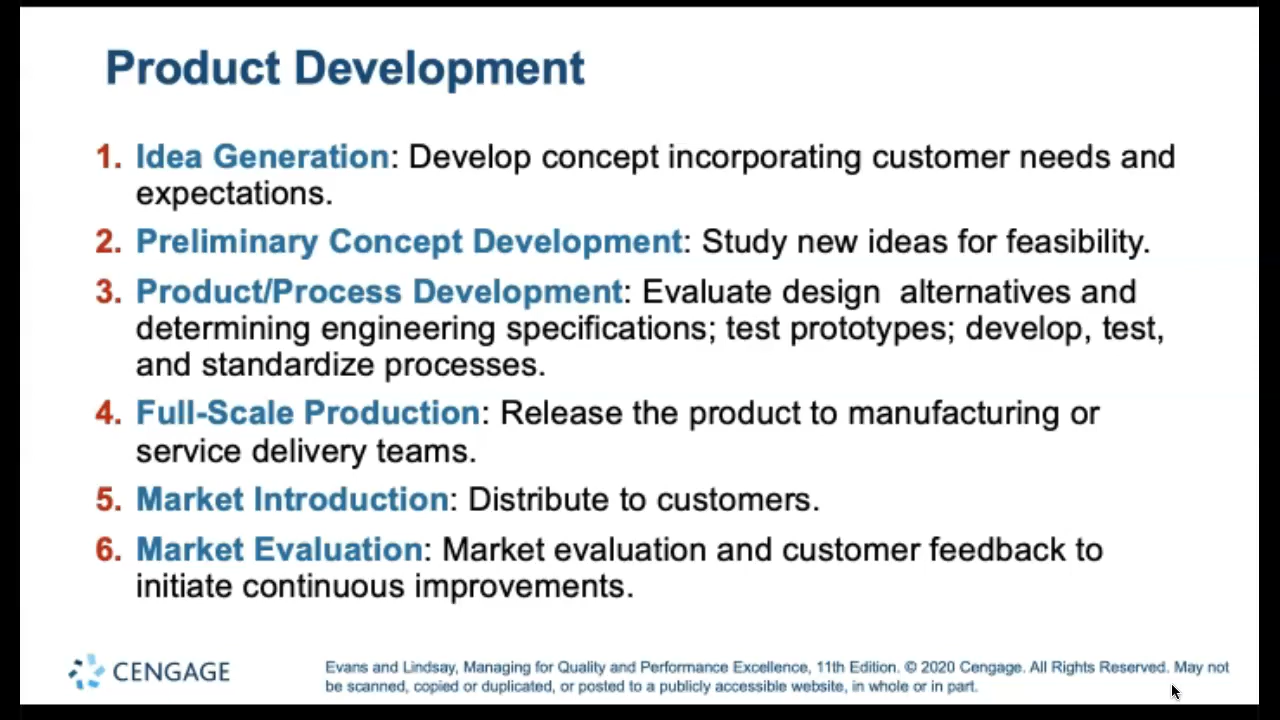 Product Development
1. Idea Generation: Develop concept incorporating customer needs and
expectations.
2. Preliminary Concept Development: Study new ideas for feasibility.
3. Product/Process Development: Evaluate design  alternatives and
determining engineering specifications; test prototypes; develop, test,
and standardize processes.
4. Full-Scale Production: Release the product to manufacturing or
service delivery teams.
5. Market Introduction: Distribute to customers.
6. Market Evaluation: Market evaluation and customer feedback to
initiate continuous improvements.
CENGAGE
Evans and Lindsay, Managing for Quality and Performance Excellence, 11th Edition. © 2020 Cengage. All Rights Reserved. May not
be scanned, copied or duplicated, or posted to a publicly accessible website, in whole or in part.